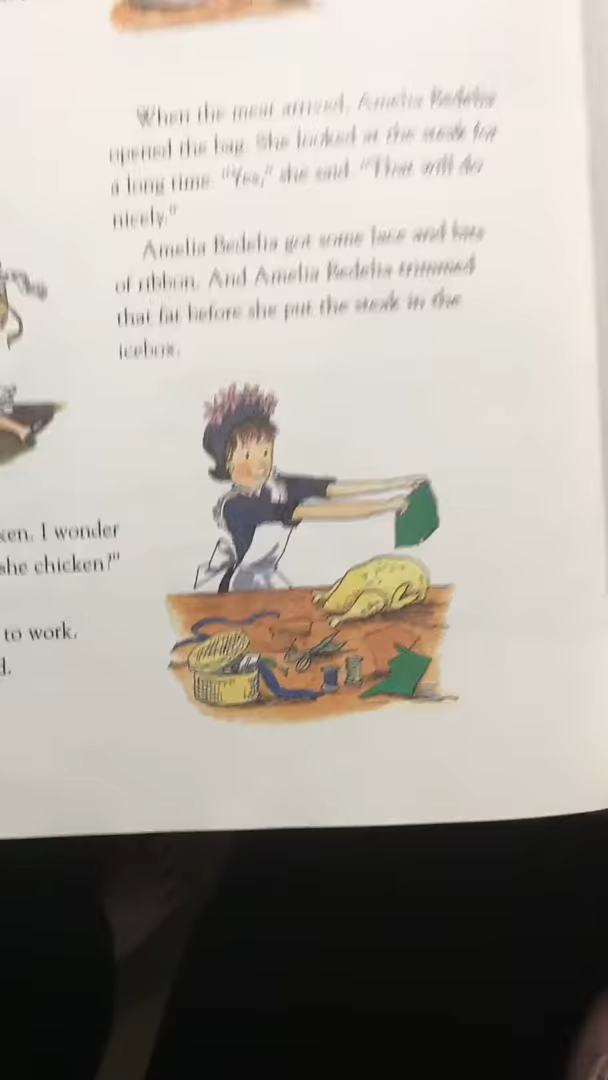 When the meat arrived, Amelia Bedelia
opened the bag. She looked at the steak for
a long time. "Yes," she said. "That will do
nicely."
Amelia Bedelia got some lace and bits
of ribbon. And Amelia Bedelia trimmed
that fat before she put the steak in the
icebox.
I wonder
she chicken?"
to work.